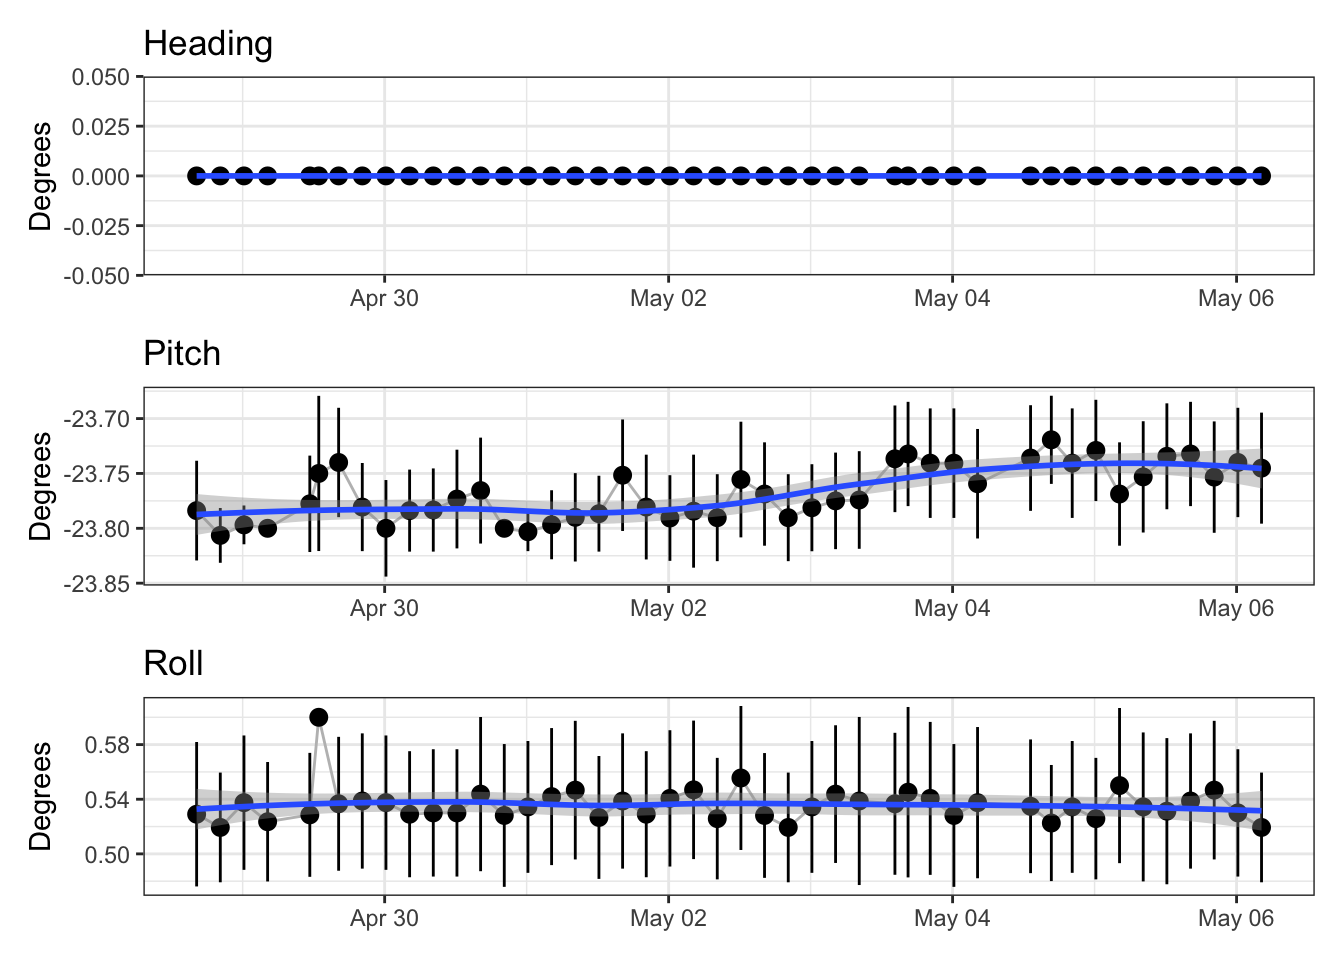 Heading
Degrees
0.050
0.025
0.000
-0.025
-0.050
Apr 30 May 02 May 04 May 06
Pitch
Degrees
-23.70
-23.75
-23.80
-23.85
Apr 30 May 02 May 04 May 06
Roll
Degrees
0.58
0.54
0.50
Apr 30 May 02 May 04 May 06